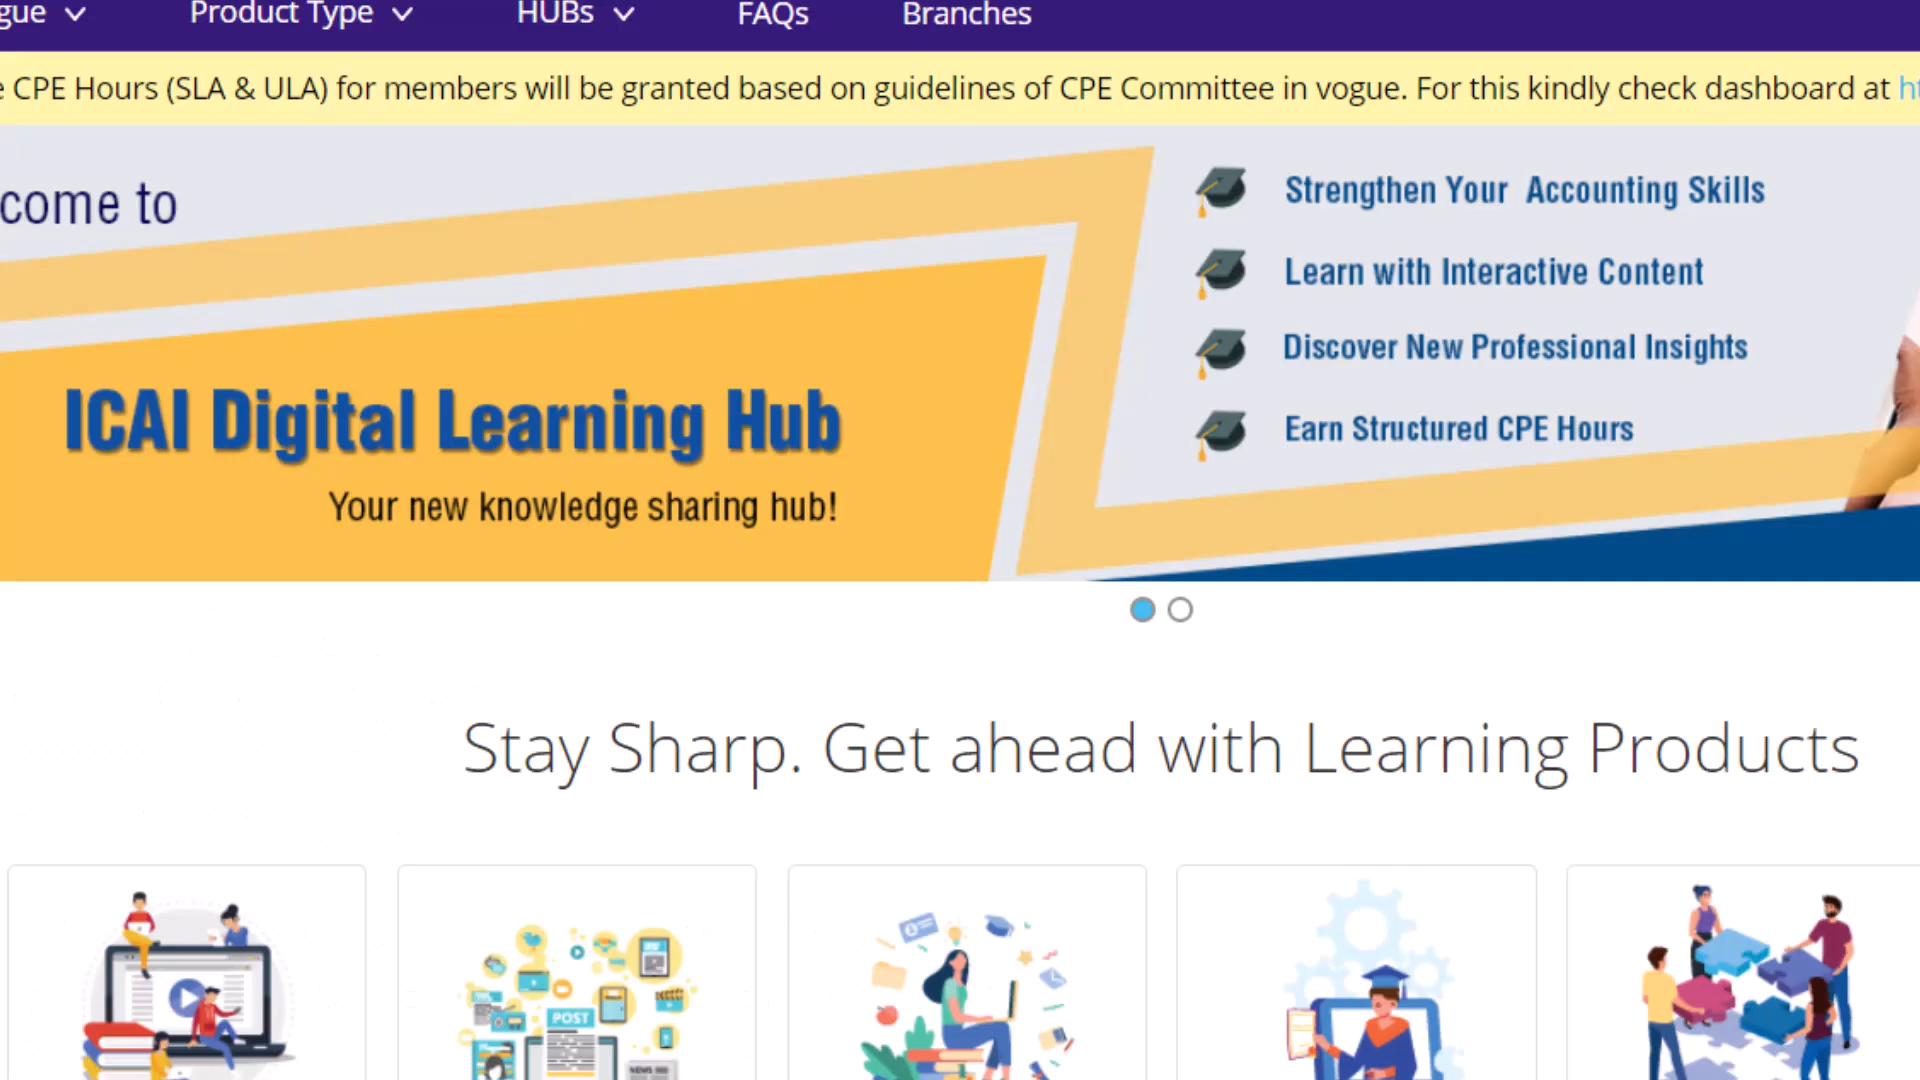 Product Type
HUBs
FAQs
Branches
CPE Hours (SLA & ULA) for members will be granted based on guidelines of CPE Committee in vogue. For this kindly check dashboard at
come to
ICAI Digital Learning Hub
Your new knowledge sharing hub!
Strengthen Your Accounting Skills
Learn with Interactive Content
Discover New Professional Insights
Earn Structured CPE Hours
Stay Sharp. Get ahead with Learning Products
POST
NEWS